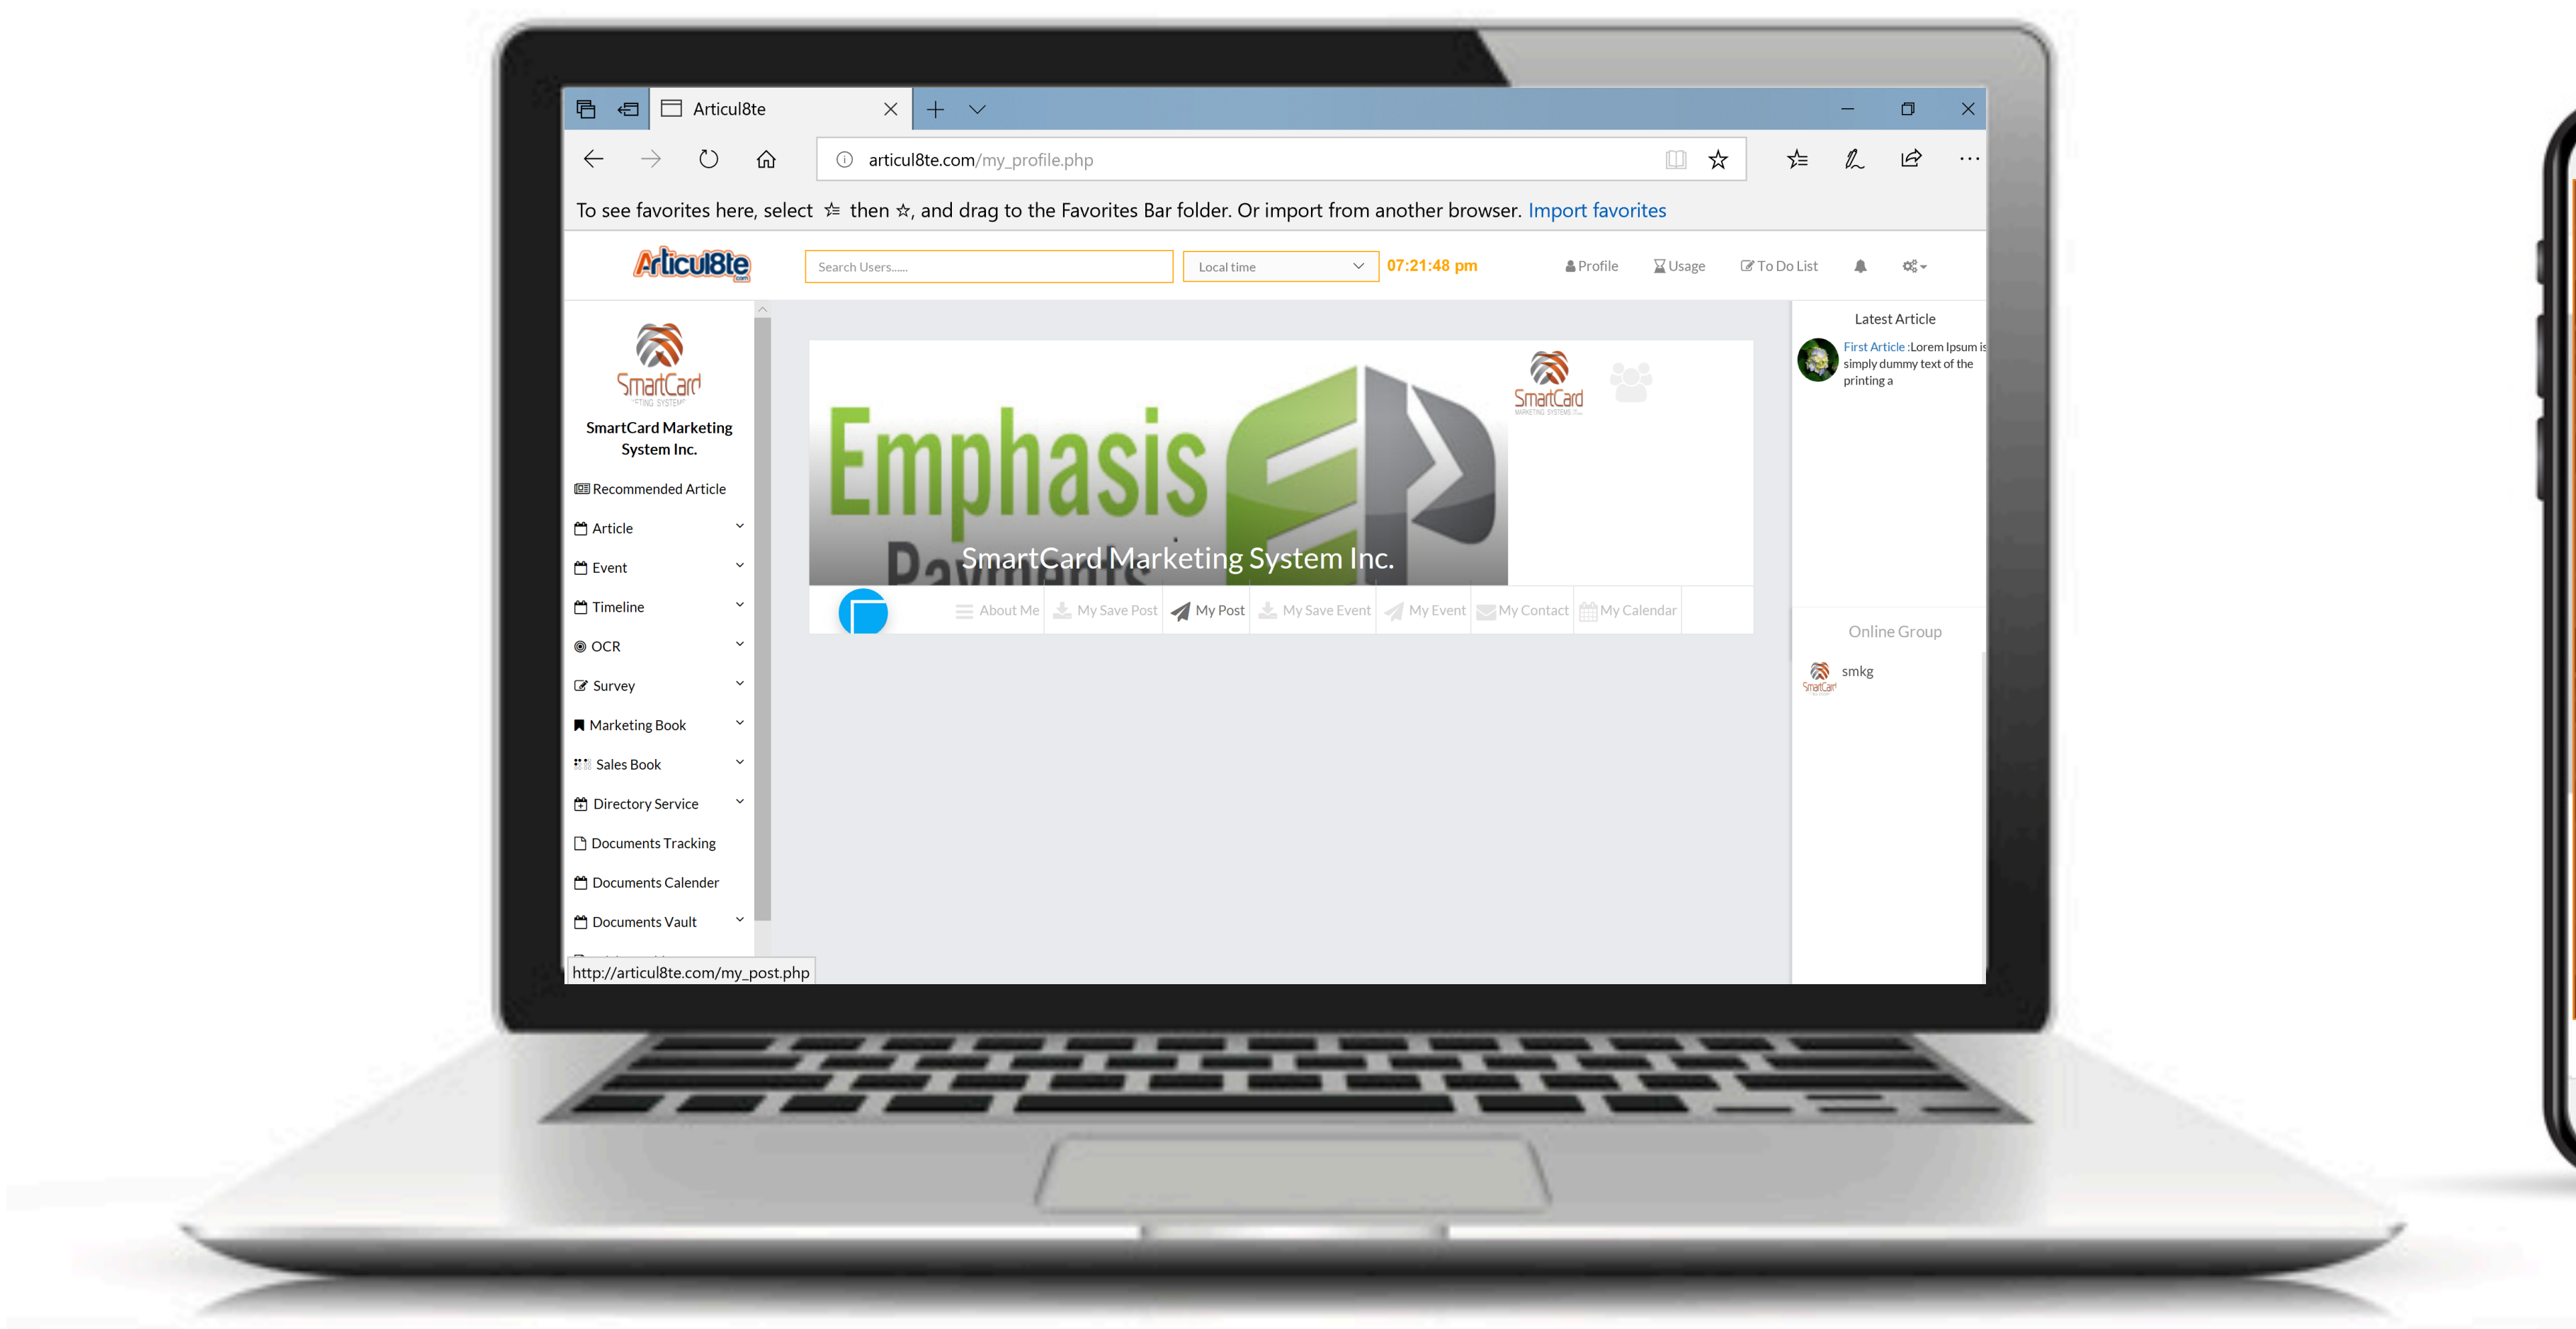 Articul8te
articul8te.com/my_profile.php
To see favorites here, select then , and drag to the Favorites Bar folder. Or import from another browser. Import favorites
Articul8te
.com
Search Users......
Local time
07:21:48 pm
Profile
Usage
To Do List
SmartCard
SmartCard Marketing
System Inc.
Recommended Article
Article
Event
Timeline
OCR
Survey
Marketing Book
Sales Book
Directory Service
Documents Tracking
Documents Calender
Documents Vault
http://articul8te.com/my_post.php
Emphasis
Payments
SmartCard Marketing System Inc.
SmartCard
MARKETING SYSTEMS
About Me
My Save Post
My Post
My Save Event
My Event
My Contact
My Calendar
Latest Article
First Article :Lorem Ipsum is
simply dummy text of the
printing a
Online Group
SmartCard
smkg